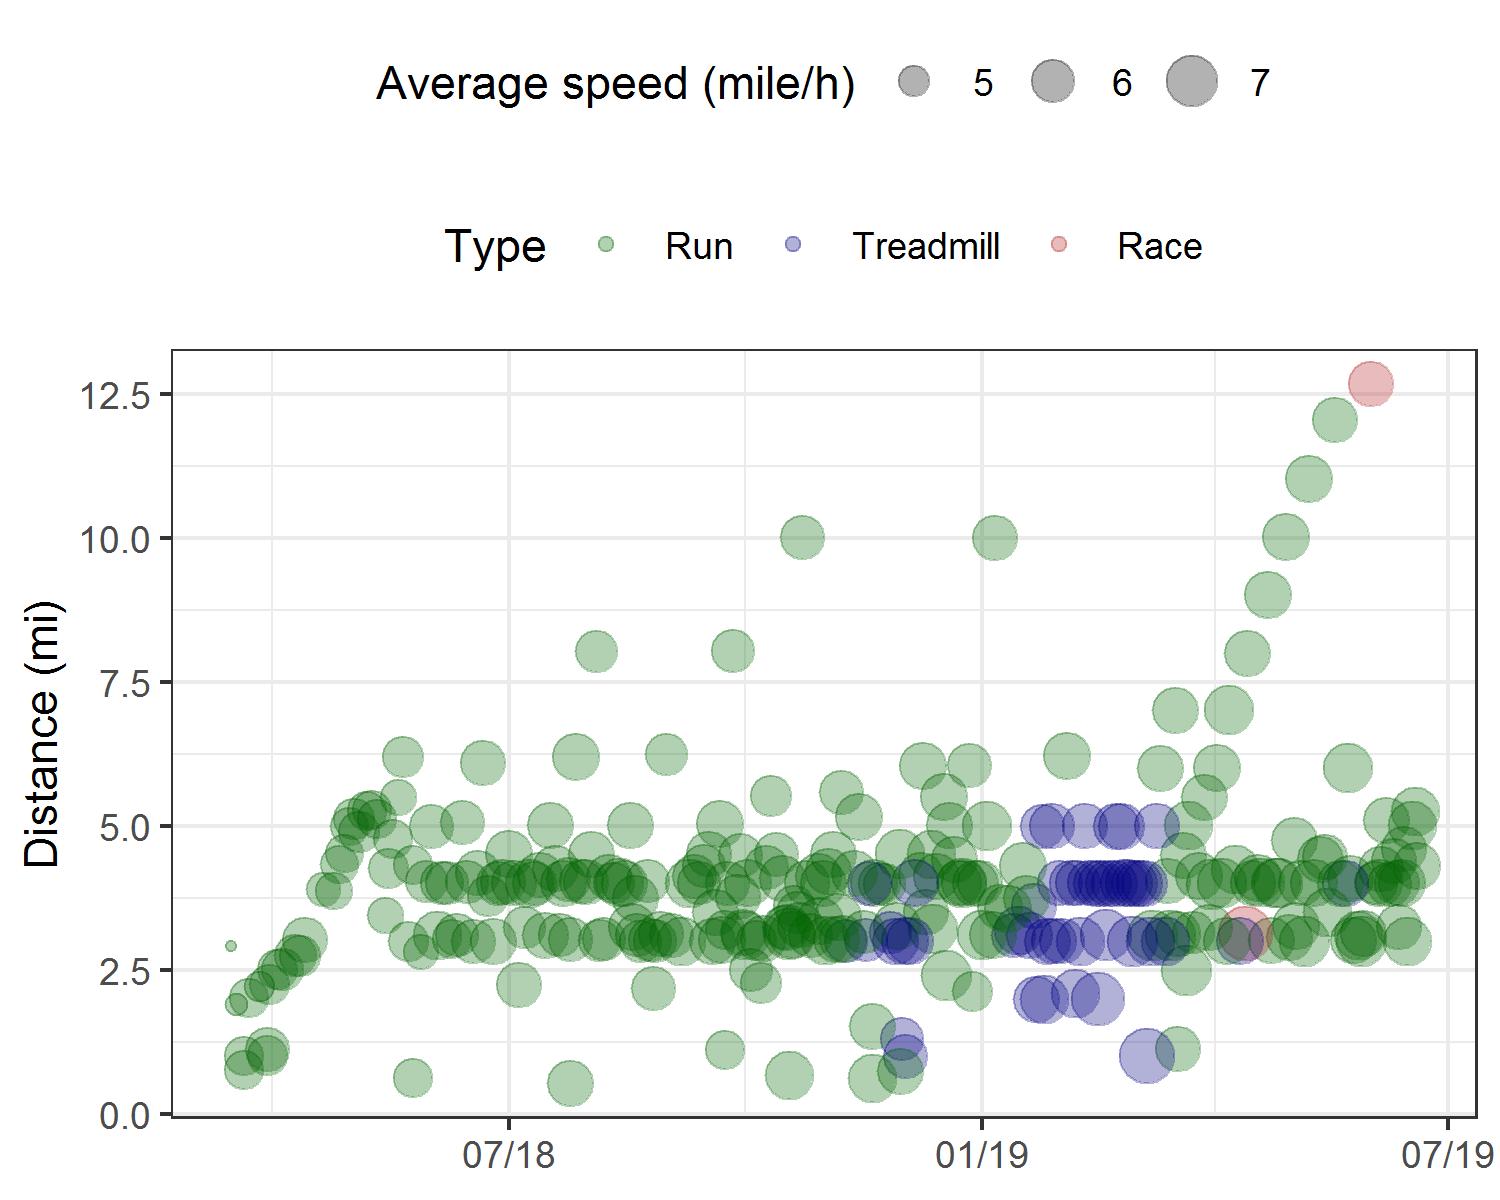 Average speed (mile/h) 5 6 7
Type Run Treadmill Race
Distance (mi)
12.5
10.0
7.5
5.0
2.5
0.0
07/18 01/19 07/19